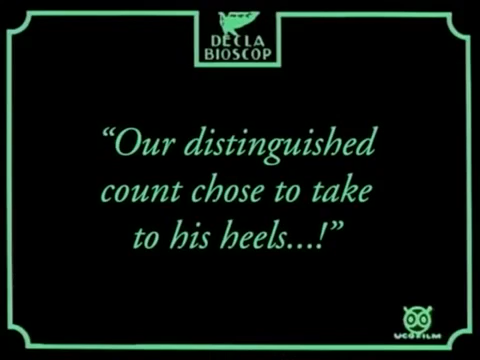 DECLA
BIOSCOP
“Our distinguished
count chose to take
to his heels...!”
UCOFILM